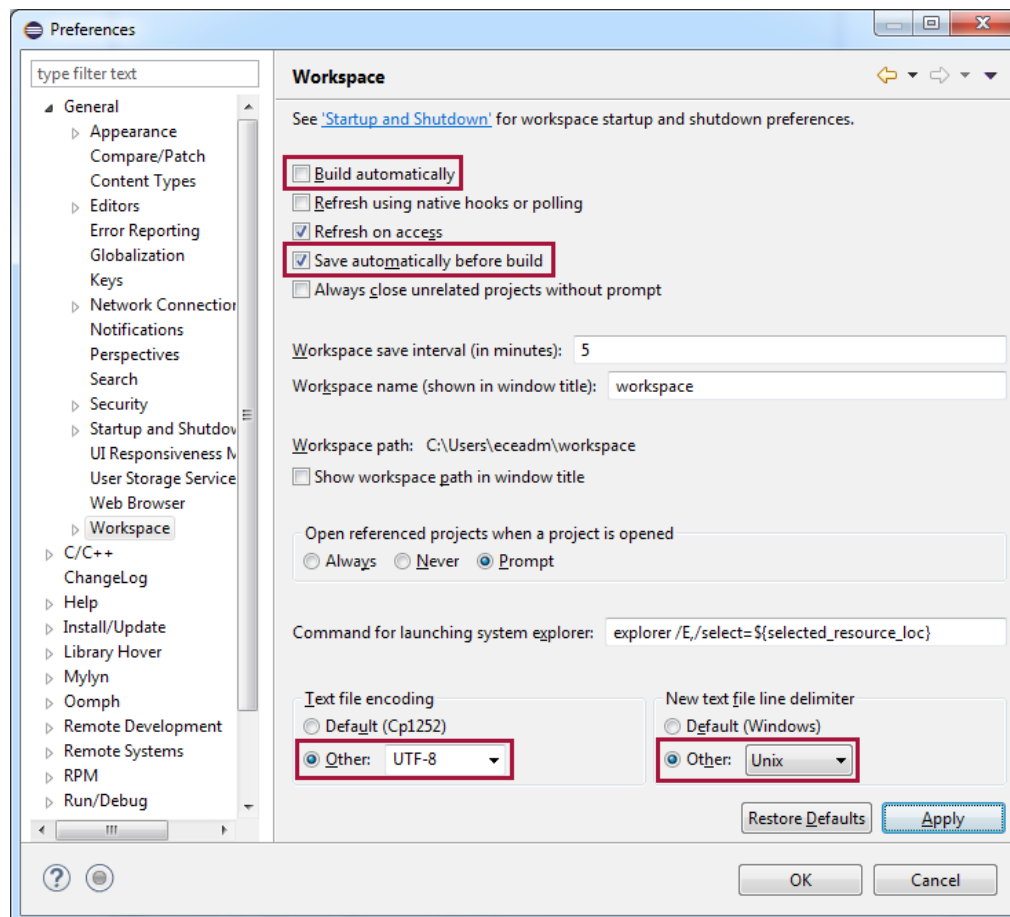 Preferences
type filter text
General
Appearance
Compare/Patch
Content Types
Editors
Error Reporting
Globalization
Keys
Network Connection
Notifications
Perspectives
Search
Security
Startup and Shutdow
UI Responsiveness M
User Storage Service
Web Browser
Workspace
C/C++
ChangeLog
Help
Install/Update
Library Hover
Mylyn
Oomph
Remote Development
Remote Systems
RPM
Run/Debug
Workspace
See 'Startup and Shutdown' for workspace startup and shutdown preferences.
Build automatically
Refresh using native hooks or polling
Refresh on access
Save automatically before build
Always close unrelated projects without prompt
Workspace save interval (in minutes): 5
Workspace name (shown in window title): workspace
Workspace path: C:\Users\eceadm\workspace
Show workspace path in window title
Open referenced projects when a project is opened
Always Never Prompt
Command for launching system explorer: explorer /E,/select=${selected_resource_loc}
Text file encoding
Default (Cp1252)
Other: UTF-8
New text file line delimiter
Default (Windows)
Other: Unix
Restore Defaults Apply
OK Cancel